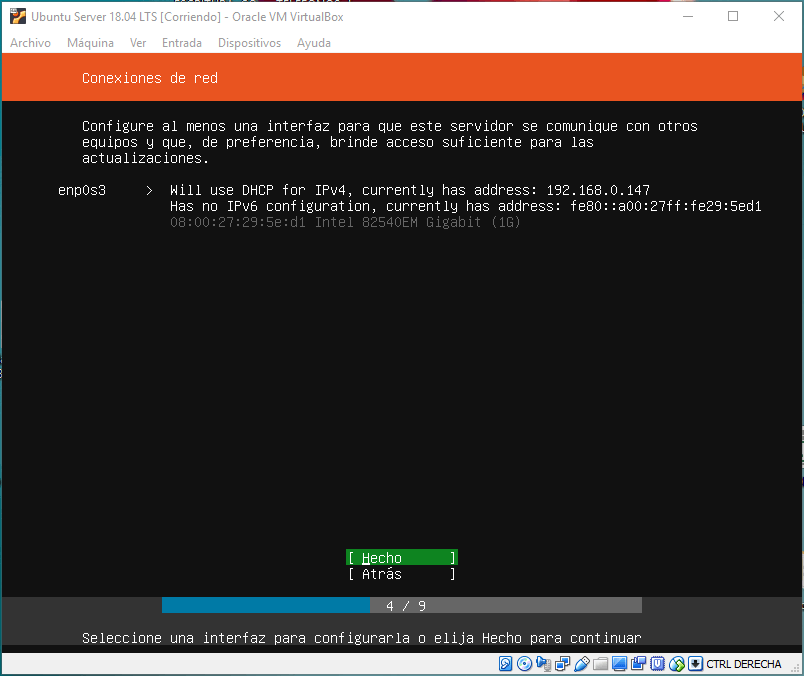 Ubuntu Server 18.04 LTS [Corriendo] - Oracle VM VirtualBox
Archivo Máquina Ver Entrada Dispositivos Ayuda
Conexiones de red
Configure al menos una interfaz para que este servidor se comunique con otros
equipos y que, de preferencia, brinde acceso suficiente para las
actualizaciones.
enp0s3 > Will use DHCP for IPv4, currently has address: 192.168.0.147
Has no IPv6 configuration, currently has address: fe80::a00:27ff:fe29:5ed1
08:00:27:29:5e:d1 Intel 82540EM Gigabit (1G)
[ Hecho ]
[ Atrás ]
4 / 9
Seleccione una interfaz para configurarla o elija Hecho para continuar
CTRL DERECHA